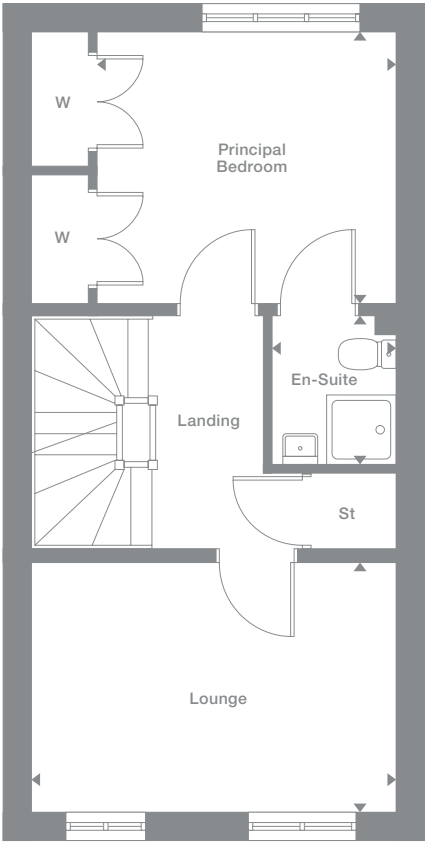 W
Principal
Bedroom
W
En-Suite
Landing
St
Lounge